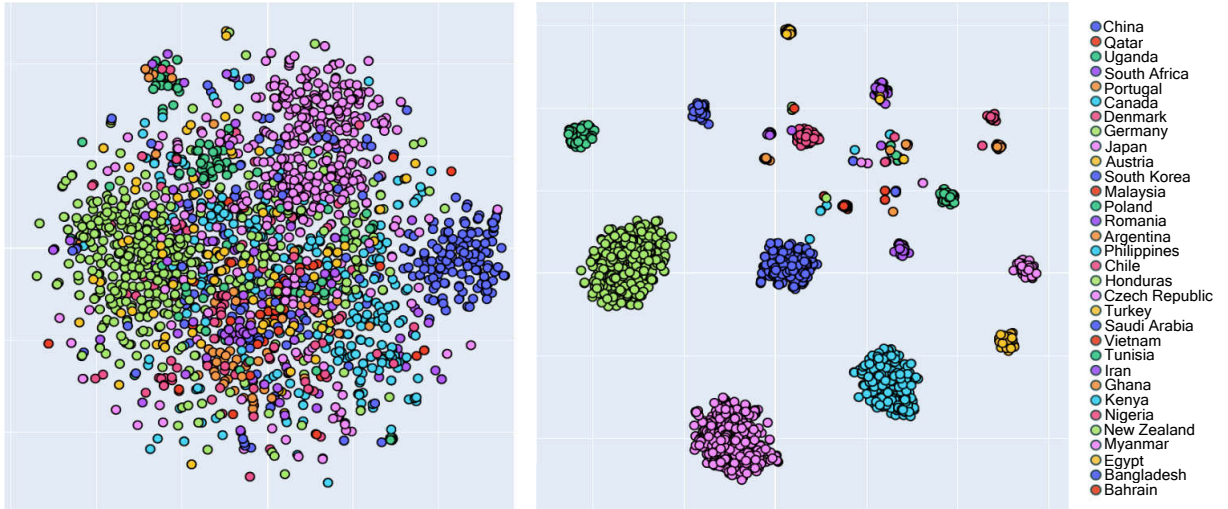 China
Qatar
Uganda
South Africa
Portugal
Canada
Denmark
Germany
Japan
Austria
South Korea
Malaysia
Poland
Romania
Argentina
Philippines
Chile
Honduras
Czech Republic
Turkey
Saudi Arabia
Vietnam
Tunisia
Iran
Ghana
Kenya
Nigeria
New Zealand
Myanmar
Egypt
Bangladesh
Bahrain